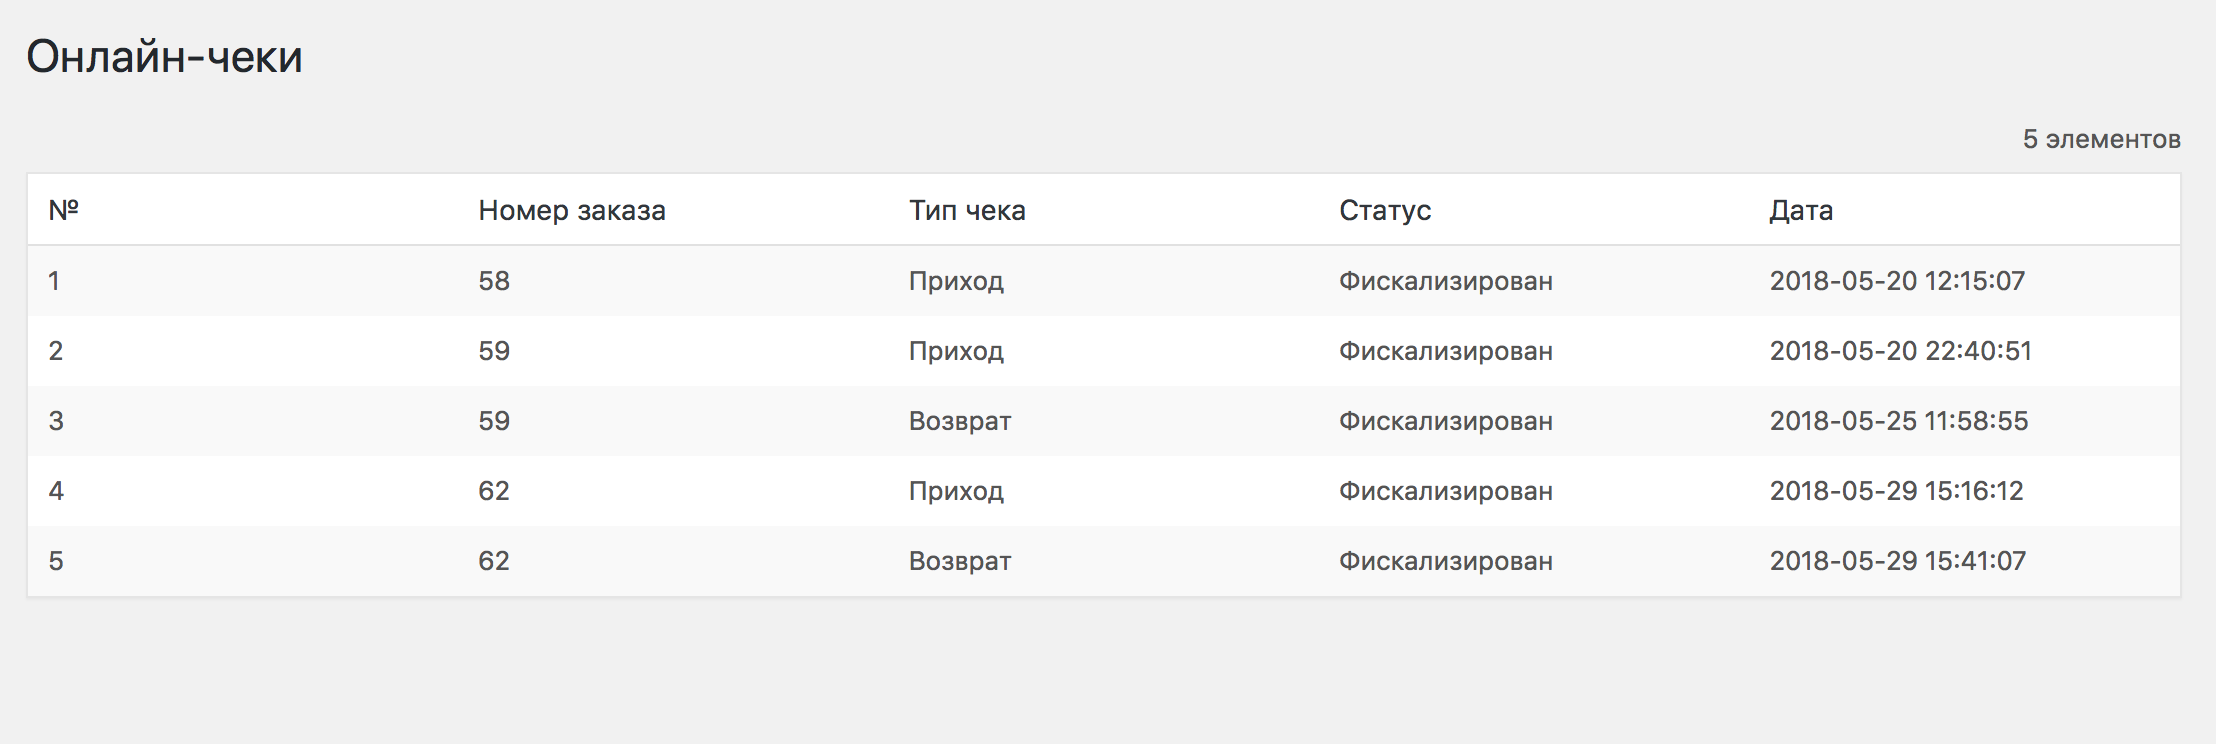 Онлайн-чеки
5 элементов
№ Номер заказа Тип чека Статус Дата
1 58 Приход Фискализирован 2018-05-20 12:15:07
2 59 Приход Фискализирован 2018-05-20 22:40:51
3 59 Возврат Фискализирован 2018-05-25 11:58:55
4 62 Приход Фискализирован 2018-05-29 15:16:12
5 62 Возврат Фискализирован 2018-05-29 15:41:07